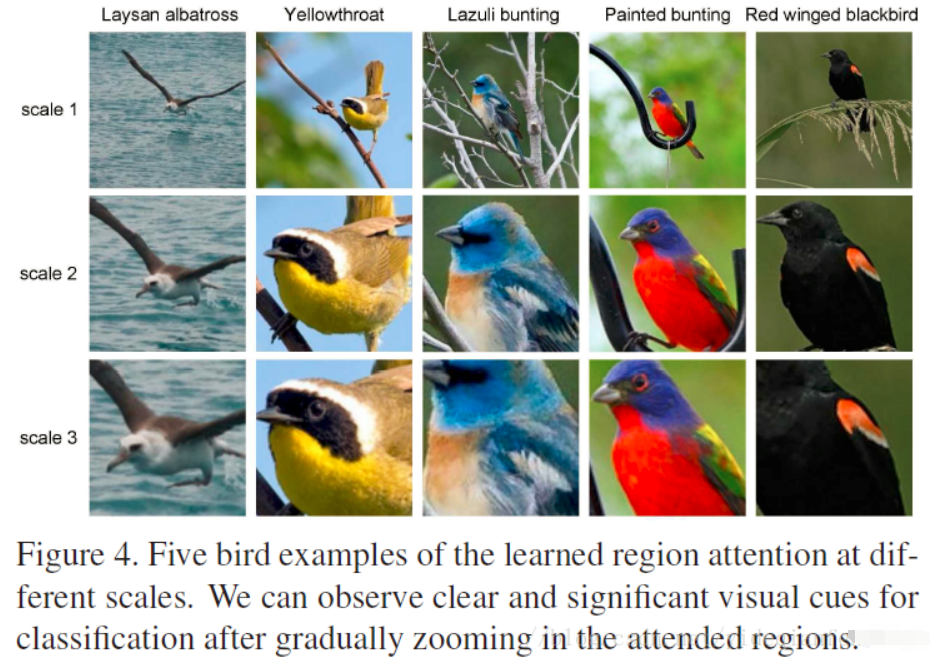 Laysan albatross Yellowthroat Lazuli bunting Painted bunting Red winged blackbird
scale 1
scale 2
scale 3
Figure 4. Five bird examples of the learned region attention at dif-
ferent scales. We can observe clear and significant visual cues for
classification after gradually zooming in the attended regions.